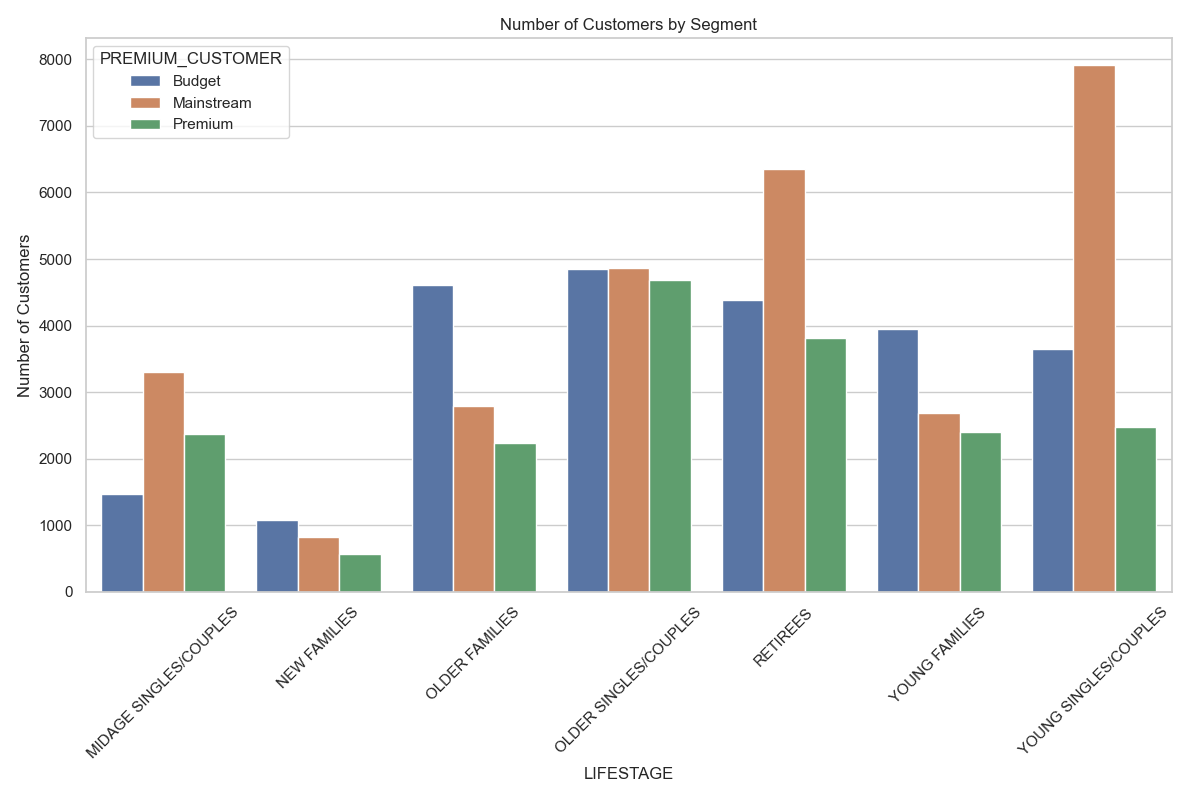 Number of Customers by Segment
PREMIUM_CUSTOMER
Budget
Mainstream
Premium
Number of Customers
8000
7000
6000
5000
4000
3000
2000
1000
0
MIDAGE SINGLES/COUPLES
NEW FAMILIES
OLDER FAMILIES
OLDER SINGLES/COUPLES
RETIREES
YOUNG FAMILIES
YOUNG SINGLES/COUPLES
LIFESTAGE